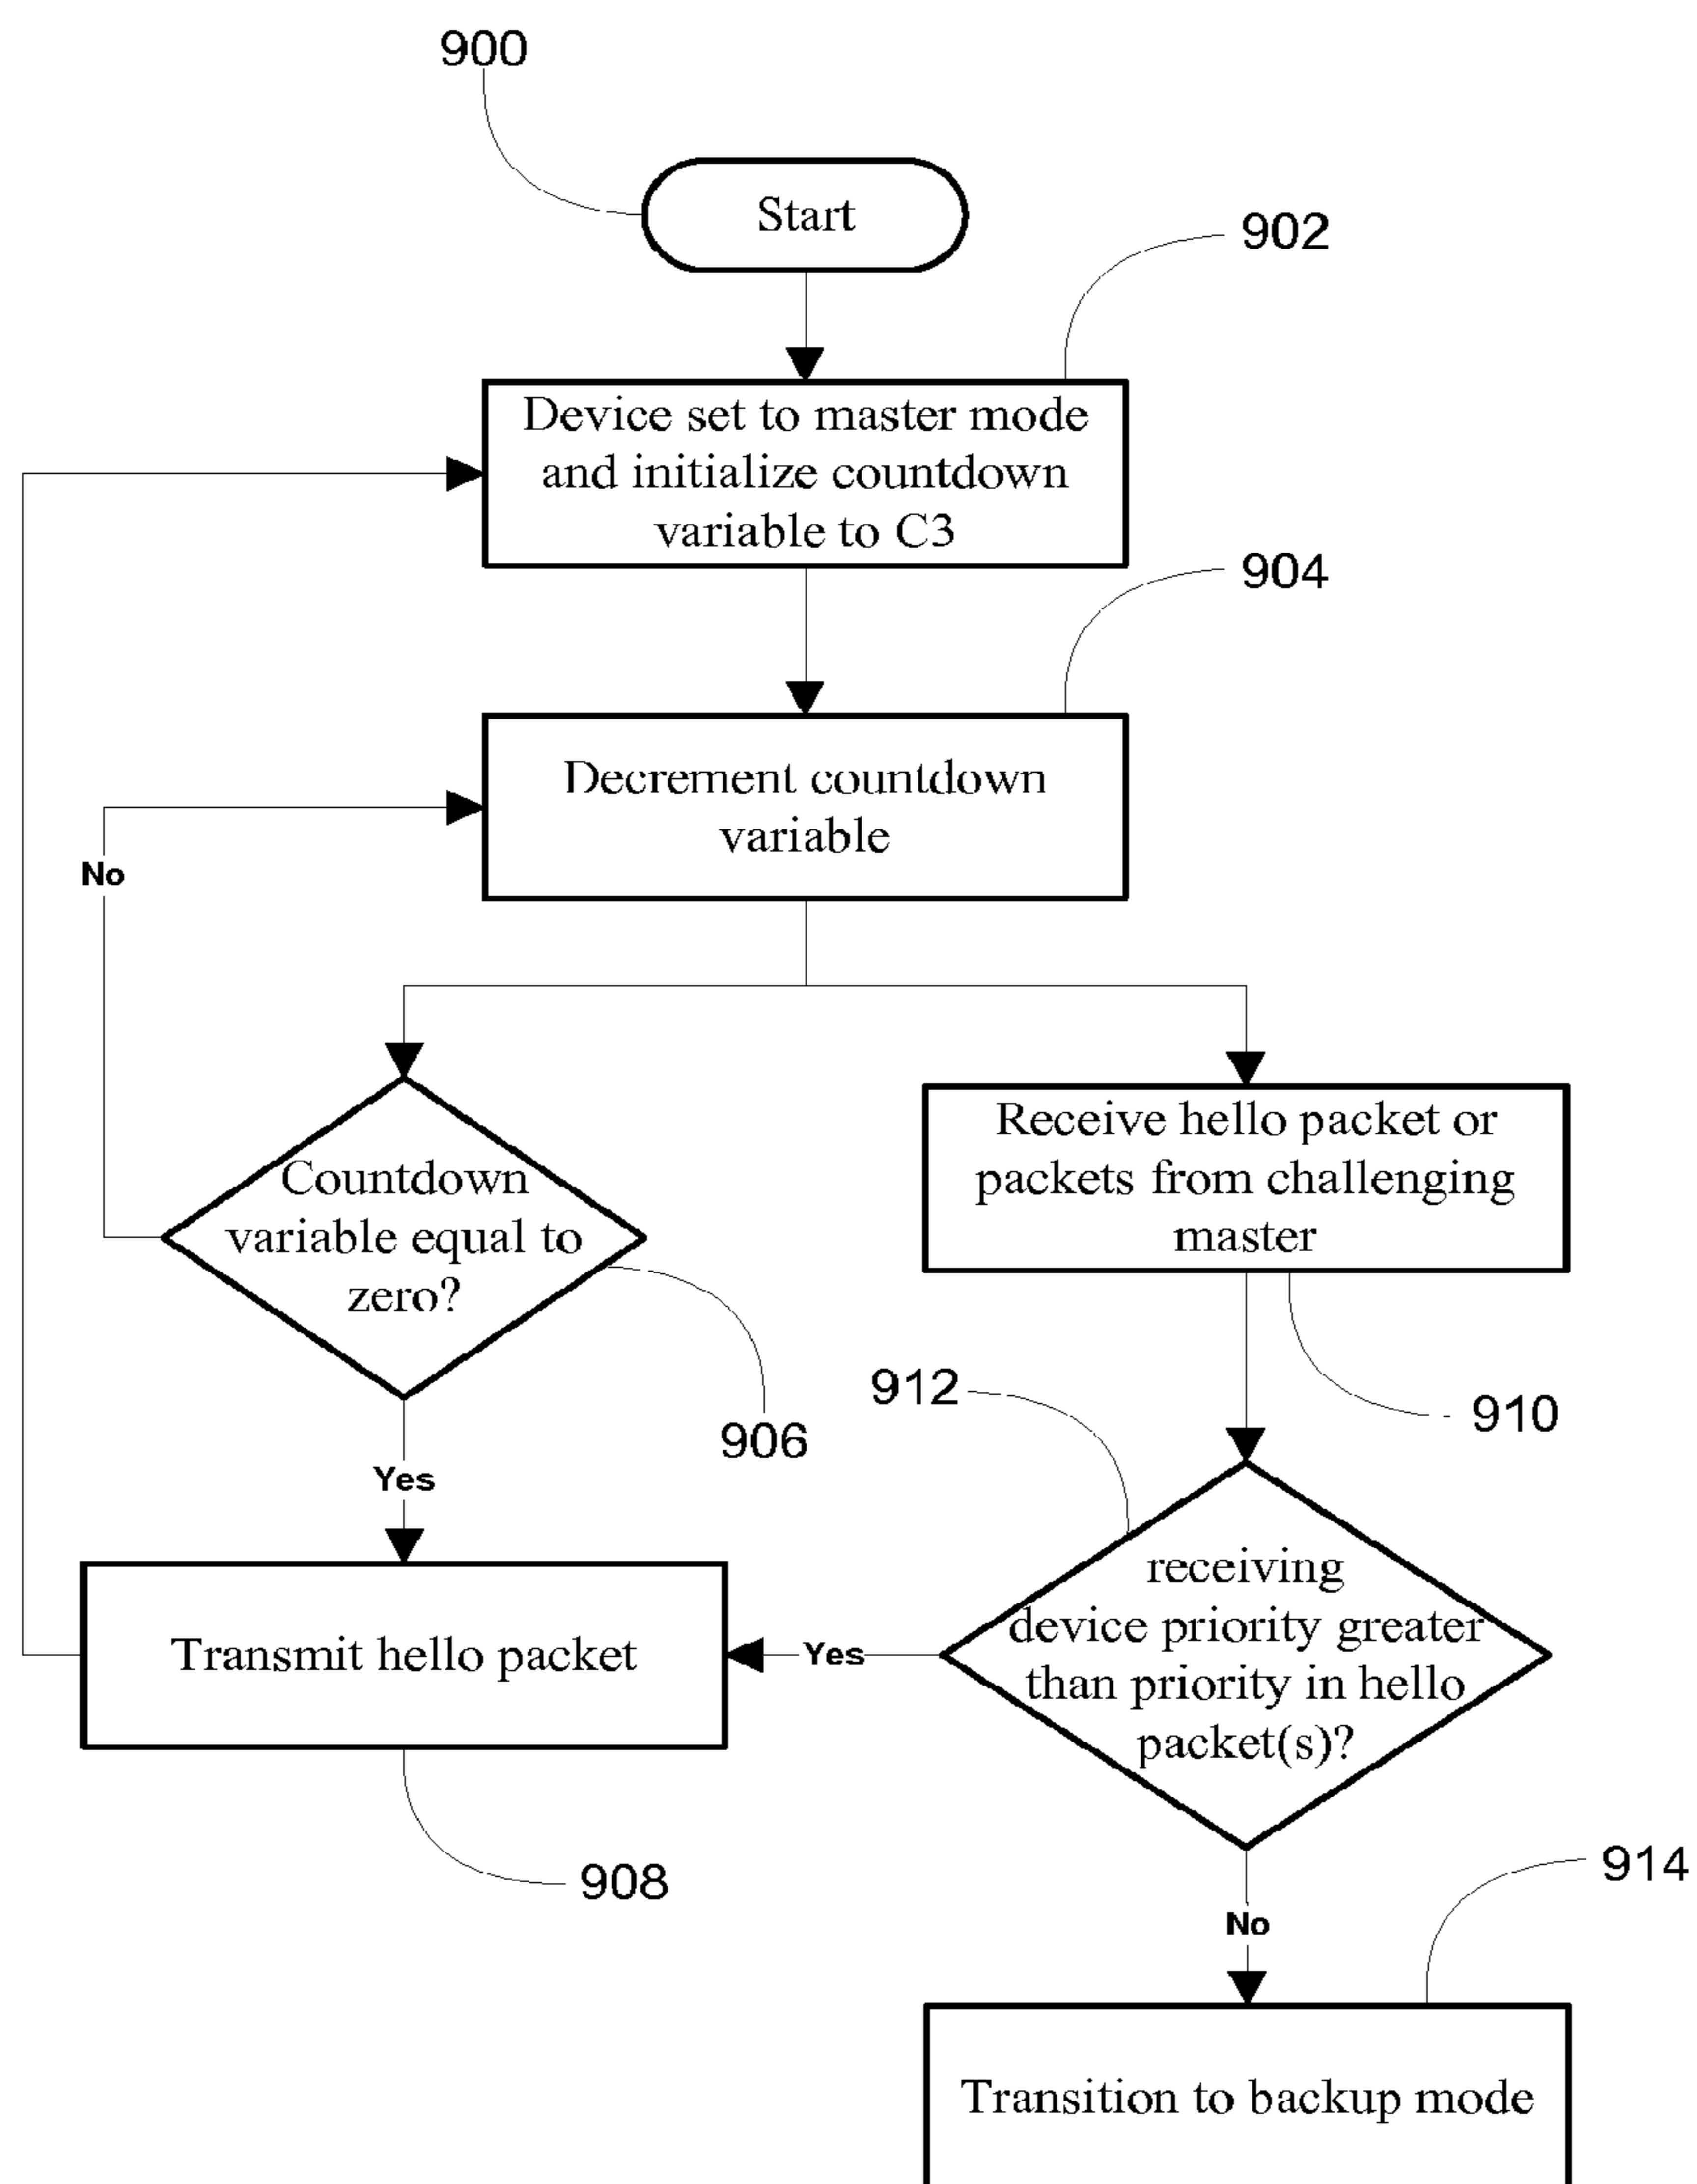 900
Start
902
Device set to master mode
and initialize countdown
variable to C3
904
Decrement countdown
variable
No
Countdown
variable equal to
zero?
Receive hello packet or
packets from challenging
master
912
910
906
Yes
receiving
device priority greater
than priority in hello
packet(s)?
Transmit hello packet
Yes
908
914
No
Transition to backup mode